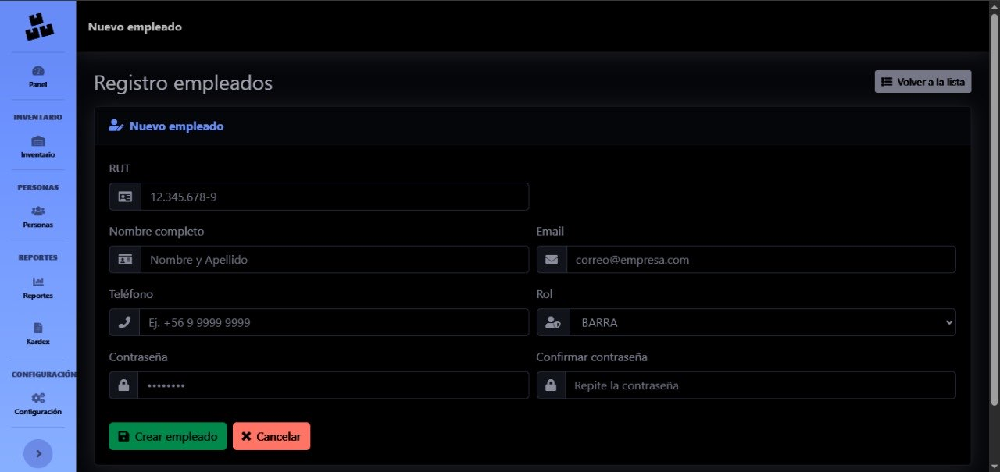 Nuevo empleado
Panel
INVENTARIO
Inventario
PERSONAS
Personas
REPORTES
Reportes
Kardex
CONFIGURACIÓN
Configuración
Registro empleados
Volver a la lista
Nuevo empleado
RUT
12.345.678-9
Nombre completo
Email
Nombre y Apellido
correo@empresa.com
Teléfono
Rol
Ej. +56 9 9999 9999
BARRA
Contraseña
Confirmar contraseña
••••••••
Repite la contraseña
Crear empleado
Cancelar